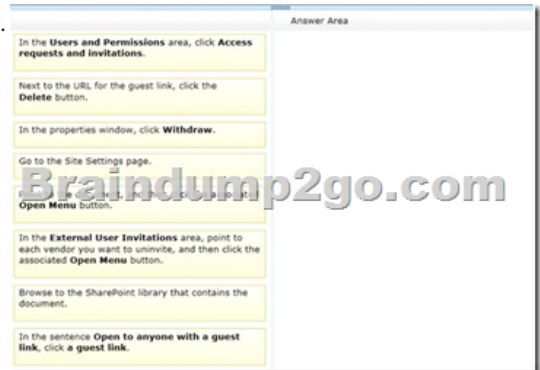 Answer Area
In the Users and Permissions area, click Access
requests and invitations.
Next to the URL for the guest link, click the
Delete button.
In the properties window, click Withdraw.
Go to the Site Settings page.
Braindump2go.com
Open Menu button.
In the External User Invitations area, point to
each vendor you want to uninvite, and then click the
associated Open Menu button.
Browse to the SharePoint library that contains the
document.
In the sentence Open to anyone with a guest
link, click a guest link.